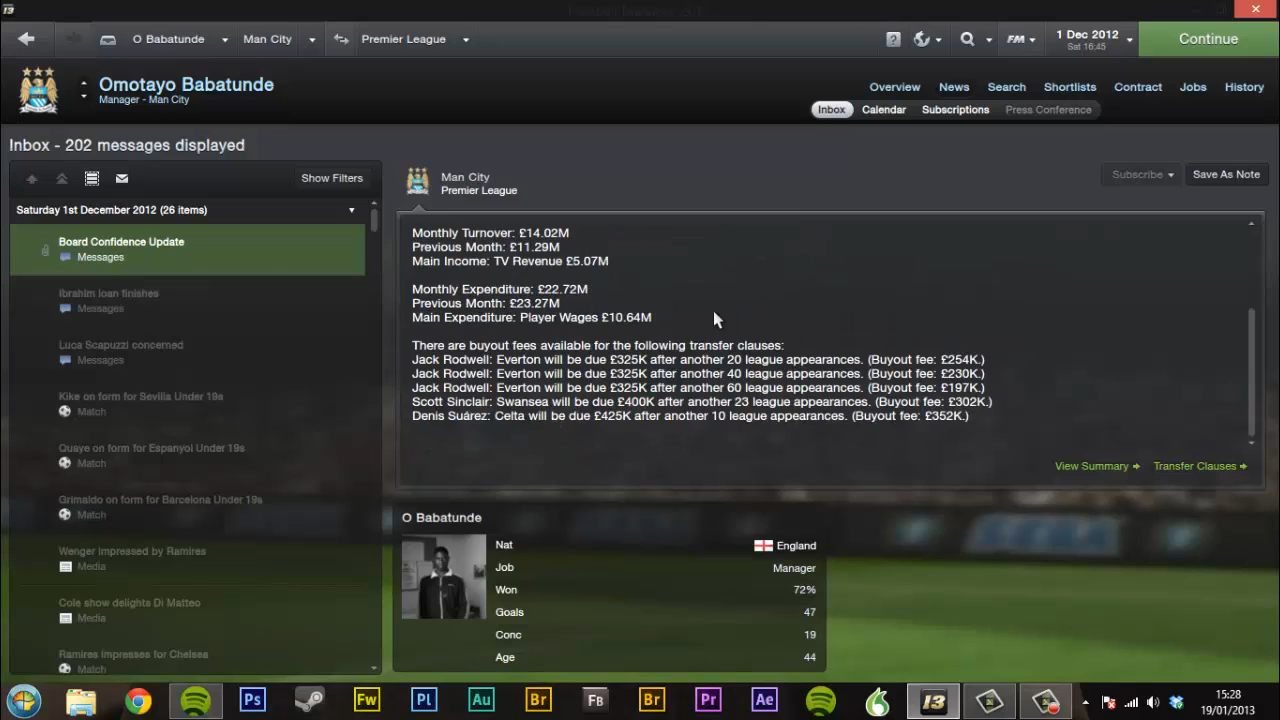 O Babatunde
Man City
Premier League
FM
1 Dec 2012
Sat 16:45
Continue
Omotayo Babatunde
Manager - Man City
Overview News Search Shortlists Contract Jobs History
Inbox Calendar Subscriptions Press Conference
Inbox - 202 messages displayed
Show Filters
Saturday 1st December 2012 (26 items)
Board Confidence Update
Messages
Ibrahim loan finishes
Messages
Luca Scapuzzi concerned
Messages
Kike on form for Sevilla Under 19s
Match
Quaye on form for Espanyol Under 19s
Match
Grimaldo on form for Barcelona Under 19s
Match
Wenger impressed by Ramires
Media
Cole show delights Di Matteo
Media
Ramires impresses for Chelsea
Match
Man City
Premier League
Subscribe
Save As Note
Monthly Turnover: £14.02M
Previous Month: £11.29M
Main Income: TV Revenue £5.07M
Monthly Expenditure: £22.72M
Previous Month: £23.27M
Main Expenditure: Player Wages £10.64M
There are buyout fees available for the following transfer clauses:
Jack Rodwell: Everton will be due £325K after another 20 league appearances. (Buyout fee: £254K.)
Jack Rodwell: Everton will be due £325K after another 40 league appearances. (Buyout fee: £230K.)
Jack Rodwell: Everton will be due £325K after another 60 league appearances. (Buyout fee: £197K.)
Scott Sinclair: Swansea will be due £400K after another 23 league appearances. (Buyout fee: £302K.)
Denis Suárez: Celta will be due £425K after another 10 league appearances. (Buyout fee: £352K.)
View Summary Transfer Clauses
O Babatunde
Nat England
Job Manager
Won 72%
Goals 47
Conc 19
Age 44
Ps Fw Pl Au Br FB Br Pr Ae 13
15:28
19/01/2013